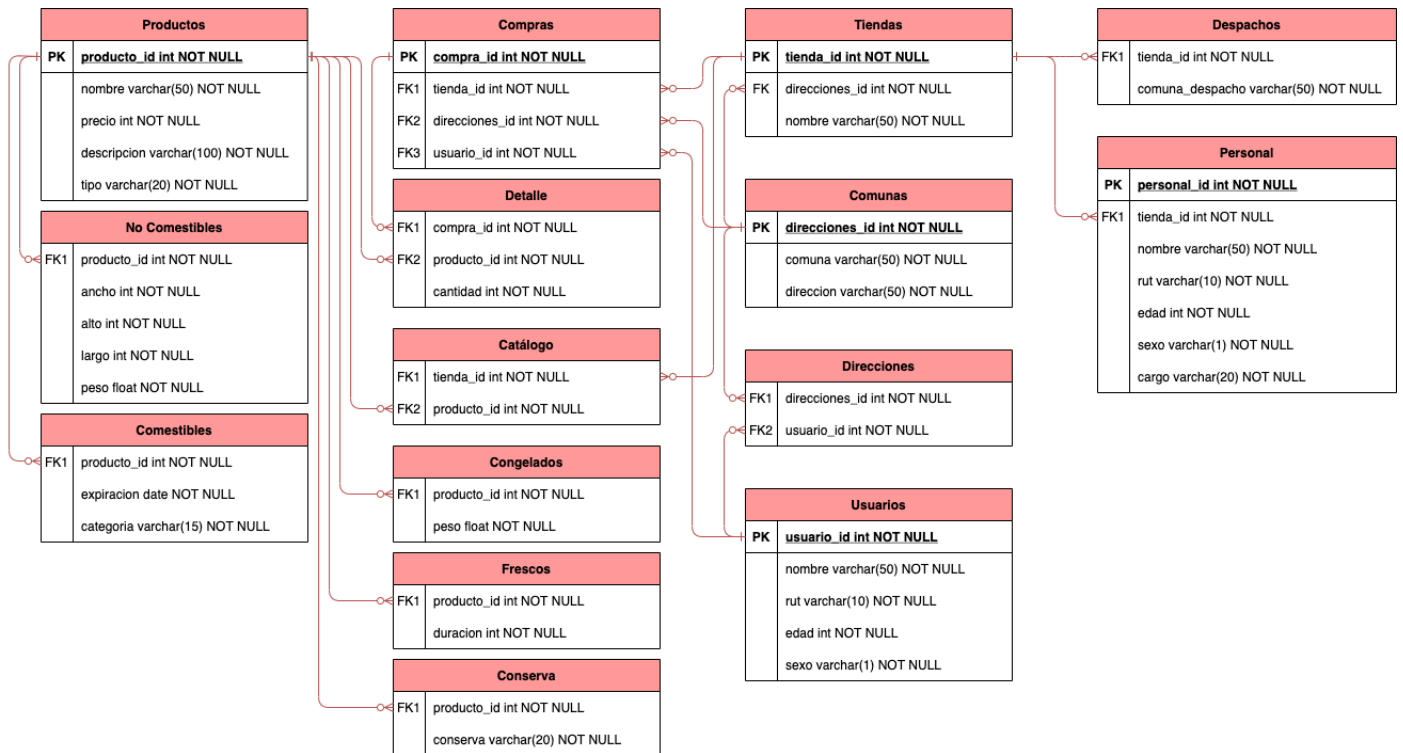 Productos
PK producto_id int NOT NULL
nombre varchar(50) NOT NULL
precio int NOT NULL
descripcion varchar(100) NOT NULL
tipo varchar(20) NOT NULL
No Comestibles
FK1 producto_id int NOT NULL
ancho int NOT NULL
alto int NOT NULL
largo int NOT NULL
peso float NOT NULL
Comestibles
FK1 producto_id int NOT NULL
expiracion date NOT NULL
categoria varchar(15) NOT NULL
Compras
PK compra_id int NOT NULL
FK1 tienda_id int NOT NULL
FK2 direcciones_id int NOT NULL
FK3 usuario_id int NOT NULL
Detalle
FK1 compra_id int NOT NULL
FK2 producto_id int NOT NULL
cantidad int NOT NULL
Catálogo
FK1 tienda_id int NOT NULL
FK2 producto_id int NOT NULL
Congelados
FK1 producto_id int NOT NULL
peso float NOT NULL
Frescos
FK1 producto_id int NOT NULL
duracion int NOT NULL
Conserva
FK1 producto_id int NOT NULL
conserva varchar(20) NOT NULL
Tiendas
PK tienda_id int NOT NULL
FK direcciones_id int NOT NULL
nombre varchar(50) NOT NULL
Comunas
PK direcciones_id int NOT NULL
comuna varchar(50) NOT NULL
direccion varchar(50) NOT NULL
Direcciones
FK1 direcciones_id int NOT NULL
FK2 usuario_id int NOT NULL
Usuarios
PK usuario_id int NOT NULL
nombre varchar(50) NOT NULL
rut varchar(10) NOT NULL
edad int NOT NULL
sexo varchar(1) NOT NULL
Despachos
FK1 tienda_id int NOT NULL
comuna_despacho varchar(50) NOT NULL
Personal
PK personal_id int NOT NULL
FK1 tienda_id int NOT NULL
nombre varchar(50) NOT NULL
rut varchar(10) NOT NULL
edad int NOT NULL
sexo varchar(1) NOT NULL
cargo varchar(20) NOT NULL